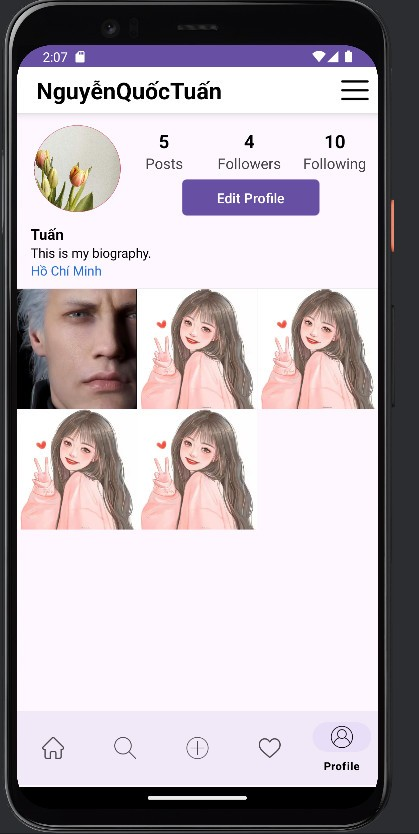 2:07
NguyễnQuốcTuấn
5 4 10
Posts Followers Following
Edit Profile
Tuấn
This is my biography.
Hồ Chí Minh
Profile